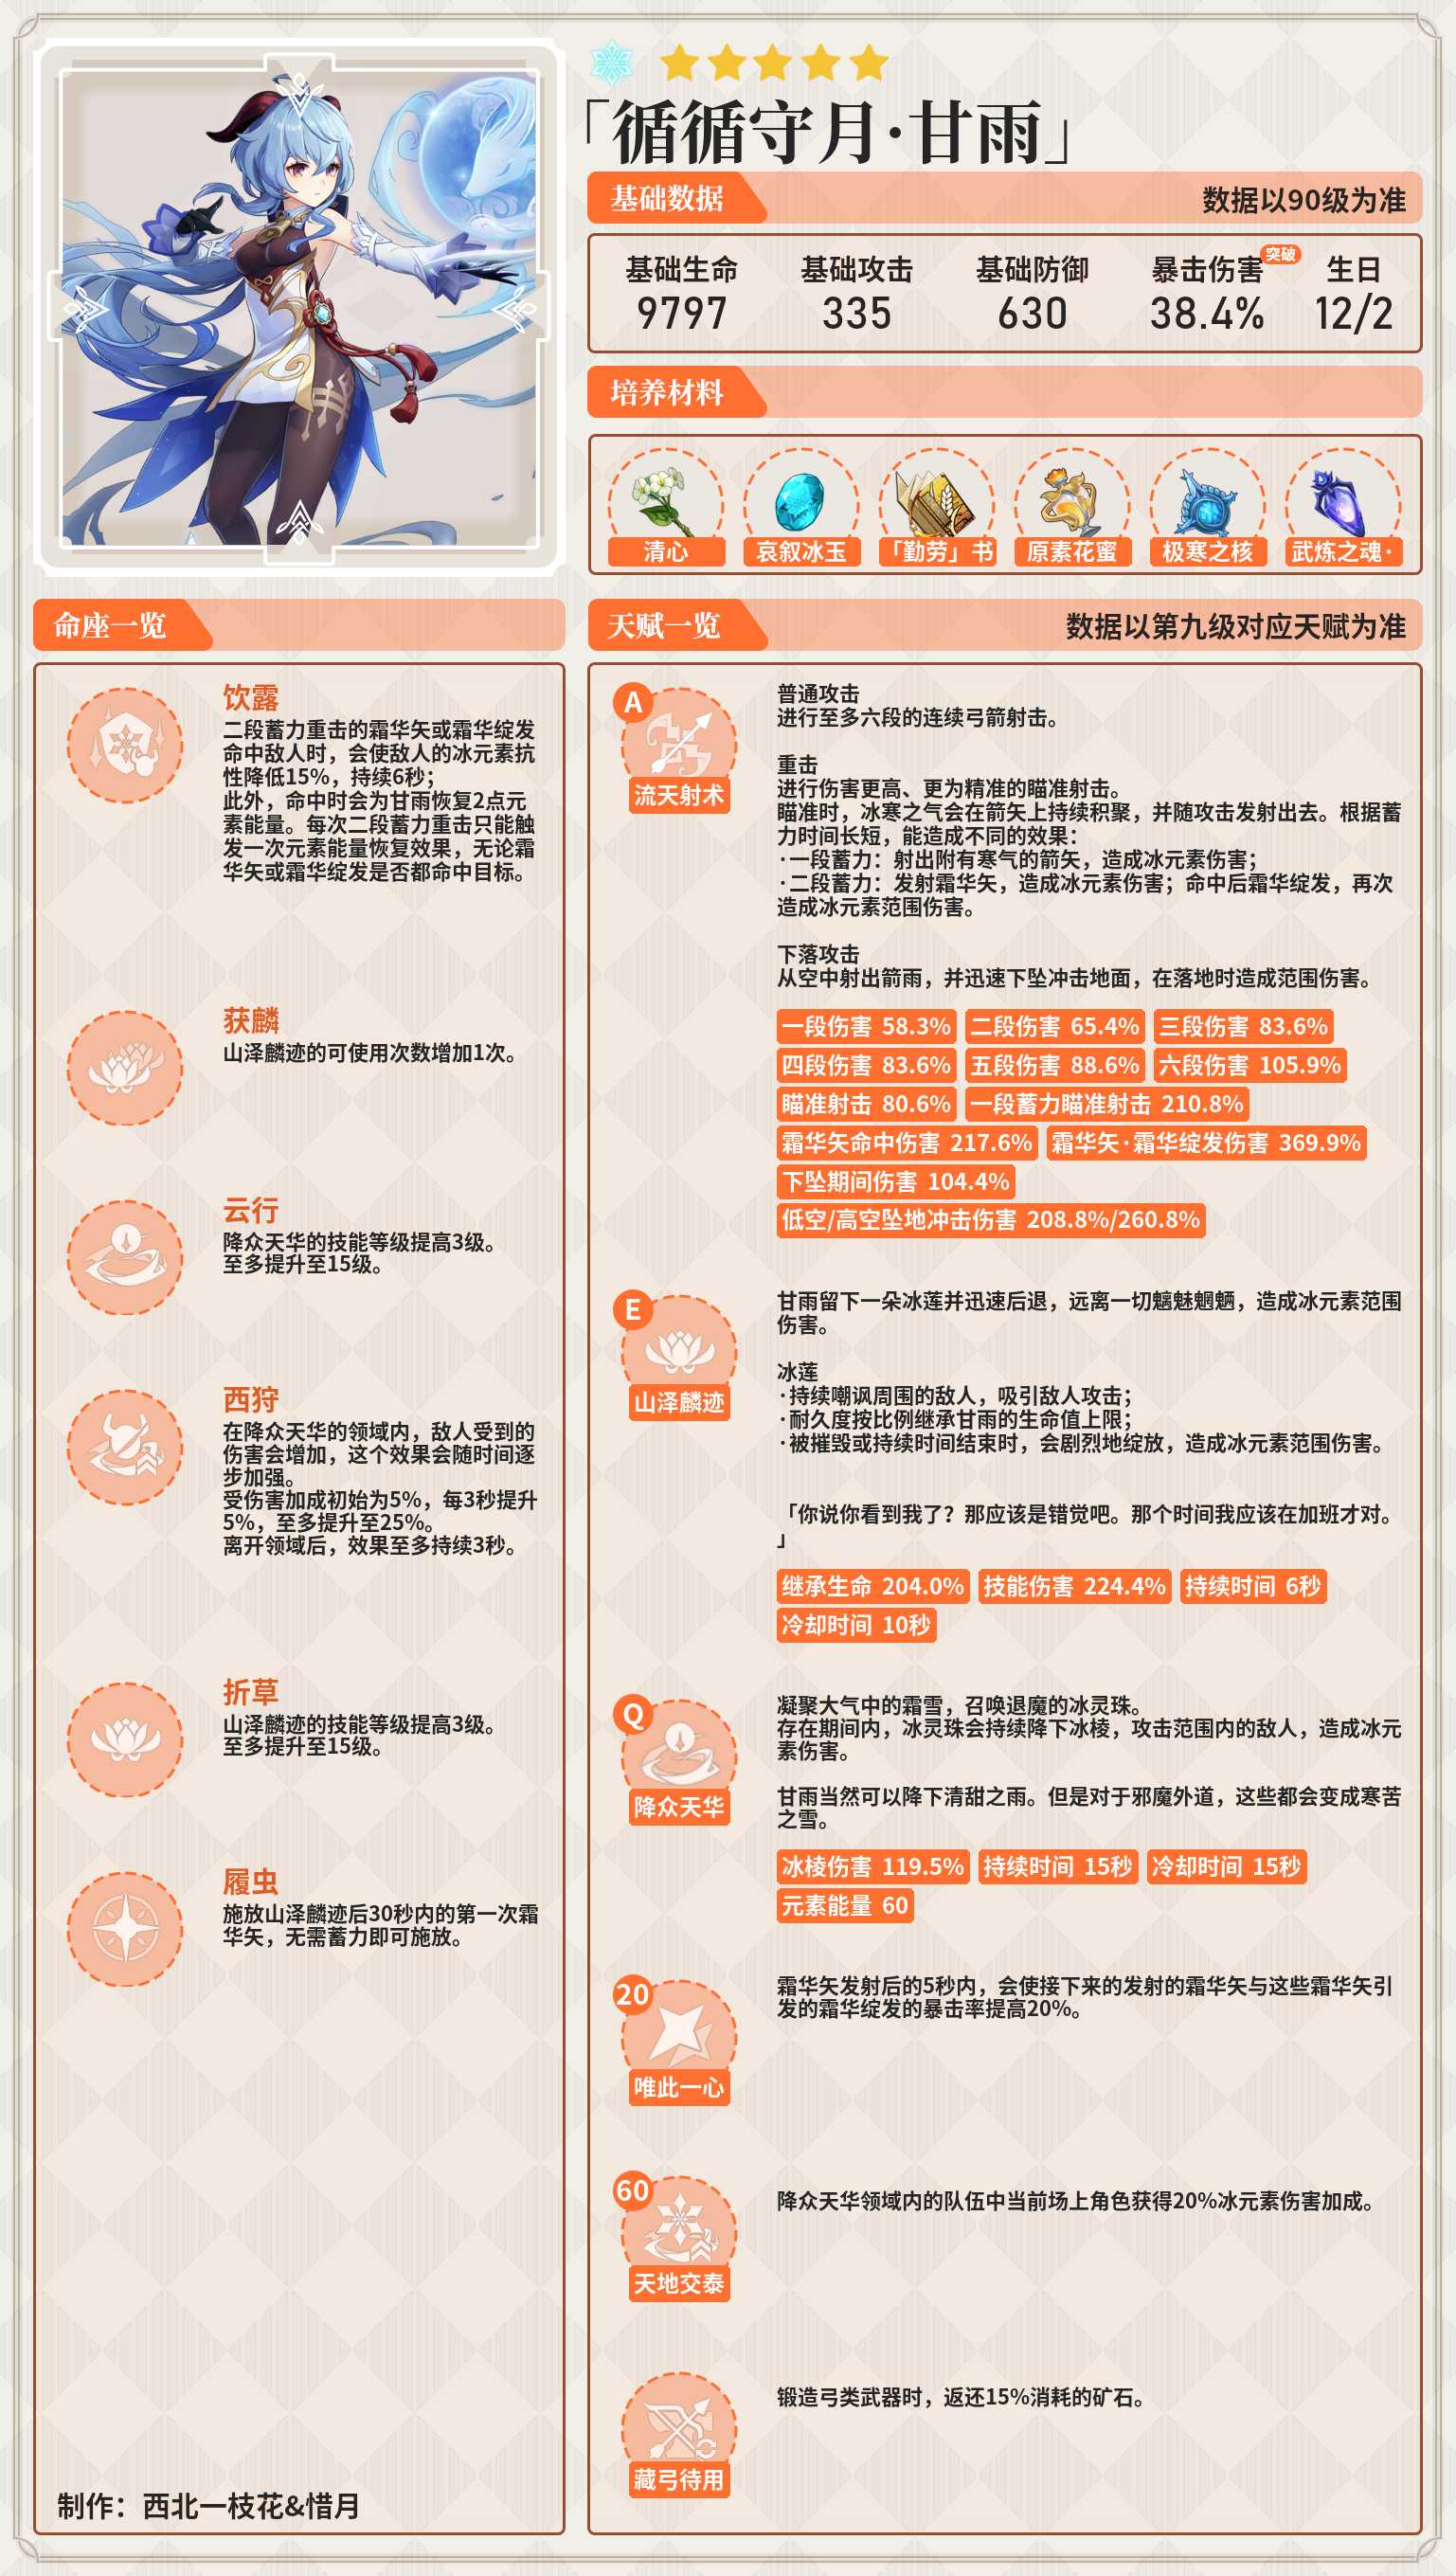 「循循守月·甘雨」
基础数据
数据以90级为准
基础生命
基础攻击
基础防御
暴击伤害
突破
生日
9797
335
630
38.4%
12/2
培养材料
清心
哀叙冰玉
「勤劳」书
原素花蜜
极寒之核
武炼之魂·
命座一览
饮露
二段蓄力重击的霜华矢或霜华绽发
命中敌人时，会使敌人的冰元素抗
性降低15%，持续6秒；
此外，命中时会为甘雨恢复2点元
素能量。每次二段蓄力重击只能触
发一次元素能量恢复效果，无论霜
华矢或霜华绽发是否都命中目标。
获麟
山泽麟迹的可使用次数增加1次。
云行
降众天华的技能等级提高3级。
至多提升至15级。
西狩
在降众天华的领域内，敌人受到的
伤害会增加，这个效果会随时间逐
步加强。
受伤害加成初始为5%，每3秒提升
5%，至多提升至25%。
离开领域后，效果至多持续3秒。
折草
山泽麟迹的技能等级提高3级。
至多提升至15级。
履虫
施放山泽麟迹后30秒内的第一次霜
华矢，无需蓄力即可施放。
制作：西北一枝花&惜月
天赋一览
数据以第九级对应天赋为准
A
流天射术
普通攻击
进行至多六段的连续弓箭射击。
重击
进行伤害更高、更为精准的瞄准射击。
瞄准时，冰寒之气会在箭矢上持续积聚，并随攻击发射出去。根据蓄
力时间长短，能造成不同的效果：
·一段蓄力：射出附有寒气的箭矢，造成冰元素伤害；
·二段蓄力：发射霜华矢，造成冰元素伤害；命中后霜华绽发，再次
造成冰元素范围伤害。
下落攻击
从空中射出箭雨，并迅速下坠冲击地面，在落地时造成范围伤害。
一段伤害 58.3% 二段伤害 65.4% 三段伤害 83.6%
四段伤害 83.6% 五段伤害 88.6% 六段伤害 105.9%
瞄准射击 80.6% 一段蓄力瞄准射击 210.8%
霜华矢命中伤害 217.6% 霜华矢·霜华绽发伤害 369.9%
下坠期间伤害 104.4%
低空/高空坠地冲击伤害 208.8%/260.8%
E
山泽麟迹
甘雨留下一朵冰莲并迅速后退，远离一切魑魅魍魉，造成冰元素范围
伤害。
冰莲
·持续嘲讽周围的敌人，吸引敌人攻击；
·耐久度按比例继承甘雨的生命值上限；
·被摧毁或持续时间结束时，会剧烈地绽放，造成冰元素范围伤害。
「你说你看到我了？那应该是错觉吧。那个时间我应该在加班才对。
」
继承生命 204.0% 技能伤害 224.4% 持续时间 6秒
冷却时间 10秒
Q
降众天华
凝聚大气中的霜雪，召唤退魔的冰灵珠。
存在期间内，冰灵珠会持续降下冰棱，攻击范围内的敌人，造成冰元
素伤害。
甘雨当然可以降下清甜之雨。但是对于邪魔外道，这些都会变成寒苦
之雪。
冰棱伤害 119.5% 持续时间 15秒 冷却时间 15秒
元素能量 60
20
唯此一心
霜华矢发射后的5秒内，会使接下来的发射的霜华矢与这些霜华矢引
发的霜华绽发的暴击率提高20%。
60
天地交泰
降众天华领域内的队伍中当前场上角色获得20%冰元素伤害加成。
藏弓待用
锻造弓类武器时，返还15%消耗的矿石。